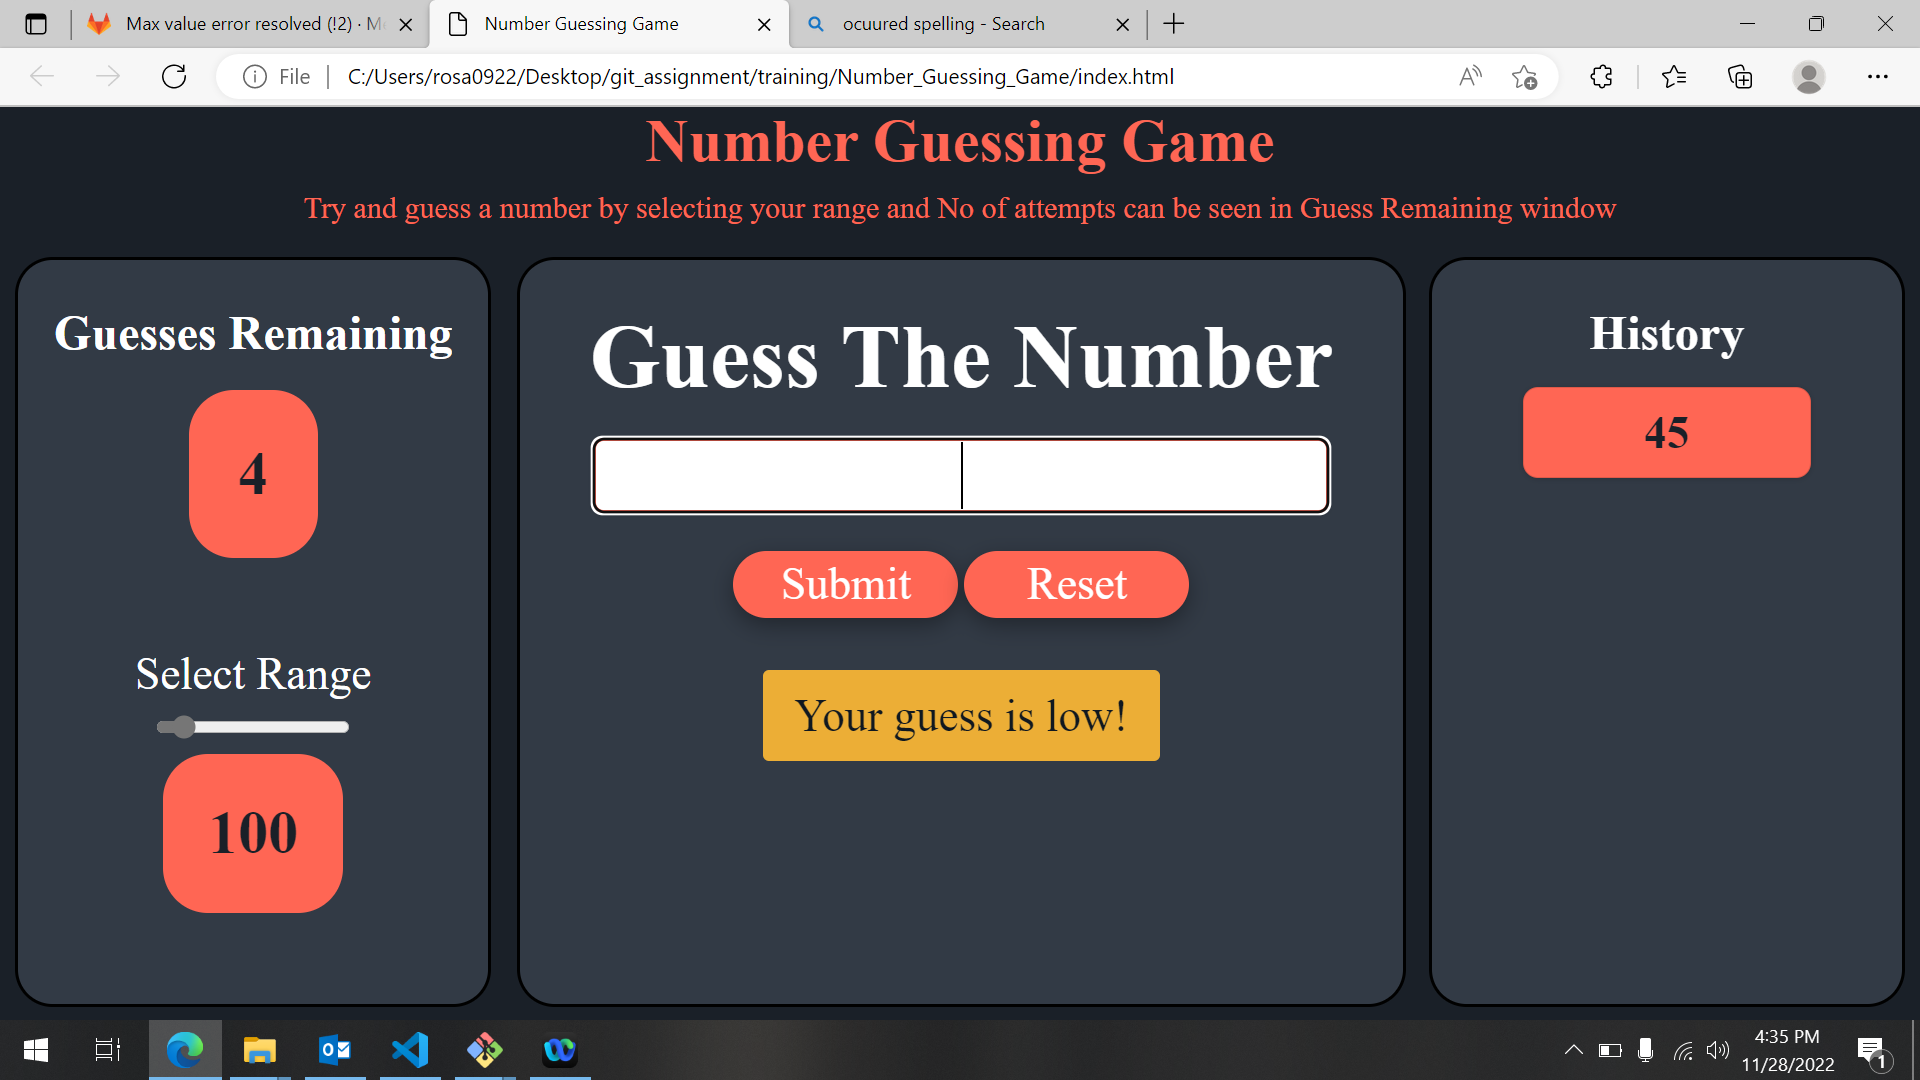 Max value error resolved (!2) · Me
Number Guessing Game
ocuured spelling - Search
File
C:/Users/rosa0922/Desktop/git_assignment/training/Number_Guessing_Game/index.html
Number Guessing Game
Try and guess a number by selecting your range and No of attempts can be seen in Guess Remaining window
Guesses Remaining
4
Select Range
100
Guess The Number
Submit
Reset
Your guess is low!
History
45
4:35 PM
11/28/2022
1